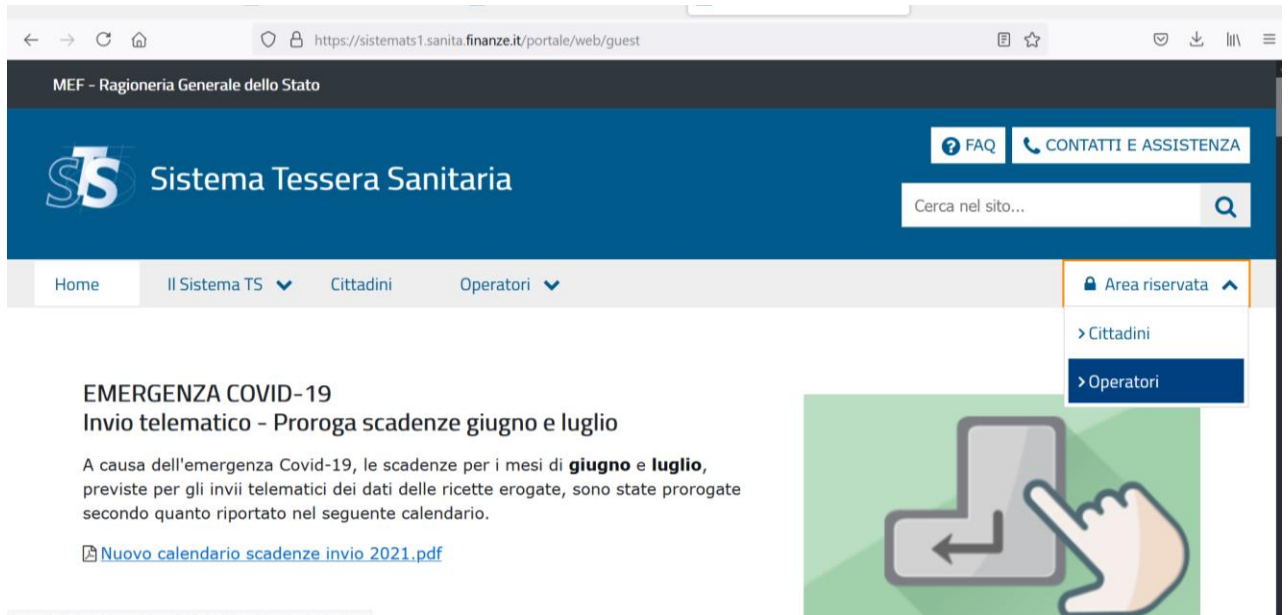 https://sistemats1.sanita.finanze.it/portale/web/guest
MEF - Ragioneria Generale dello Stato
FAQ
CONTATTI E ASSISTENZA
STS
Sistema Tessera Sanitaria
Cerca nel sito...
Home
Il Sistema TS
Cittadini
Operatori
Area riservata
Cittadini
Operatori
EMERGENZA COVID-19
Invio telematico - Proroga scadenze giugno e luglio
A causa dell'emergenza Covid-19, le scadenze per i mesi di giugno e luglio,
previste per gli invii telematici dei dati delle ricette erogate, sono state prorogate
secondo quanto riportato nel seguente calendario.
Nuovo calendario scadenze invio 2021.pdf